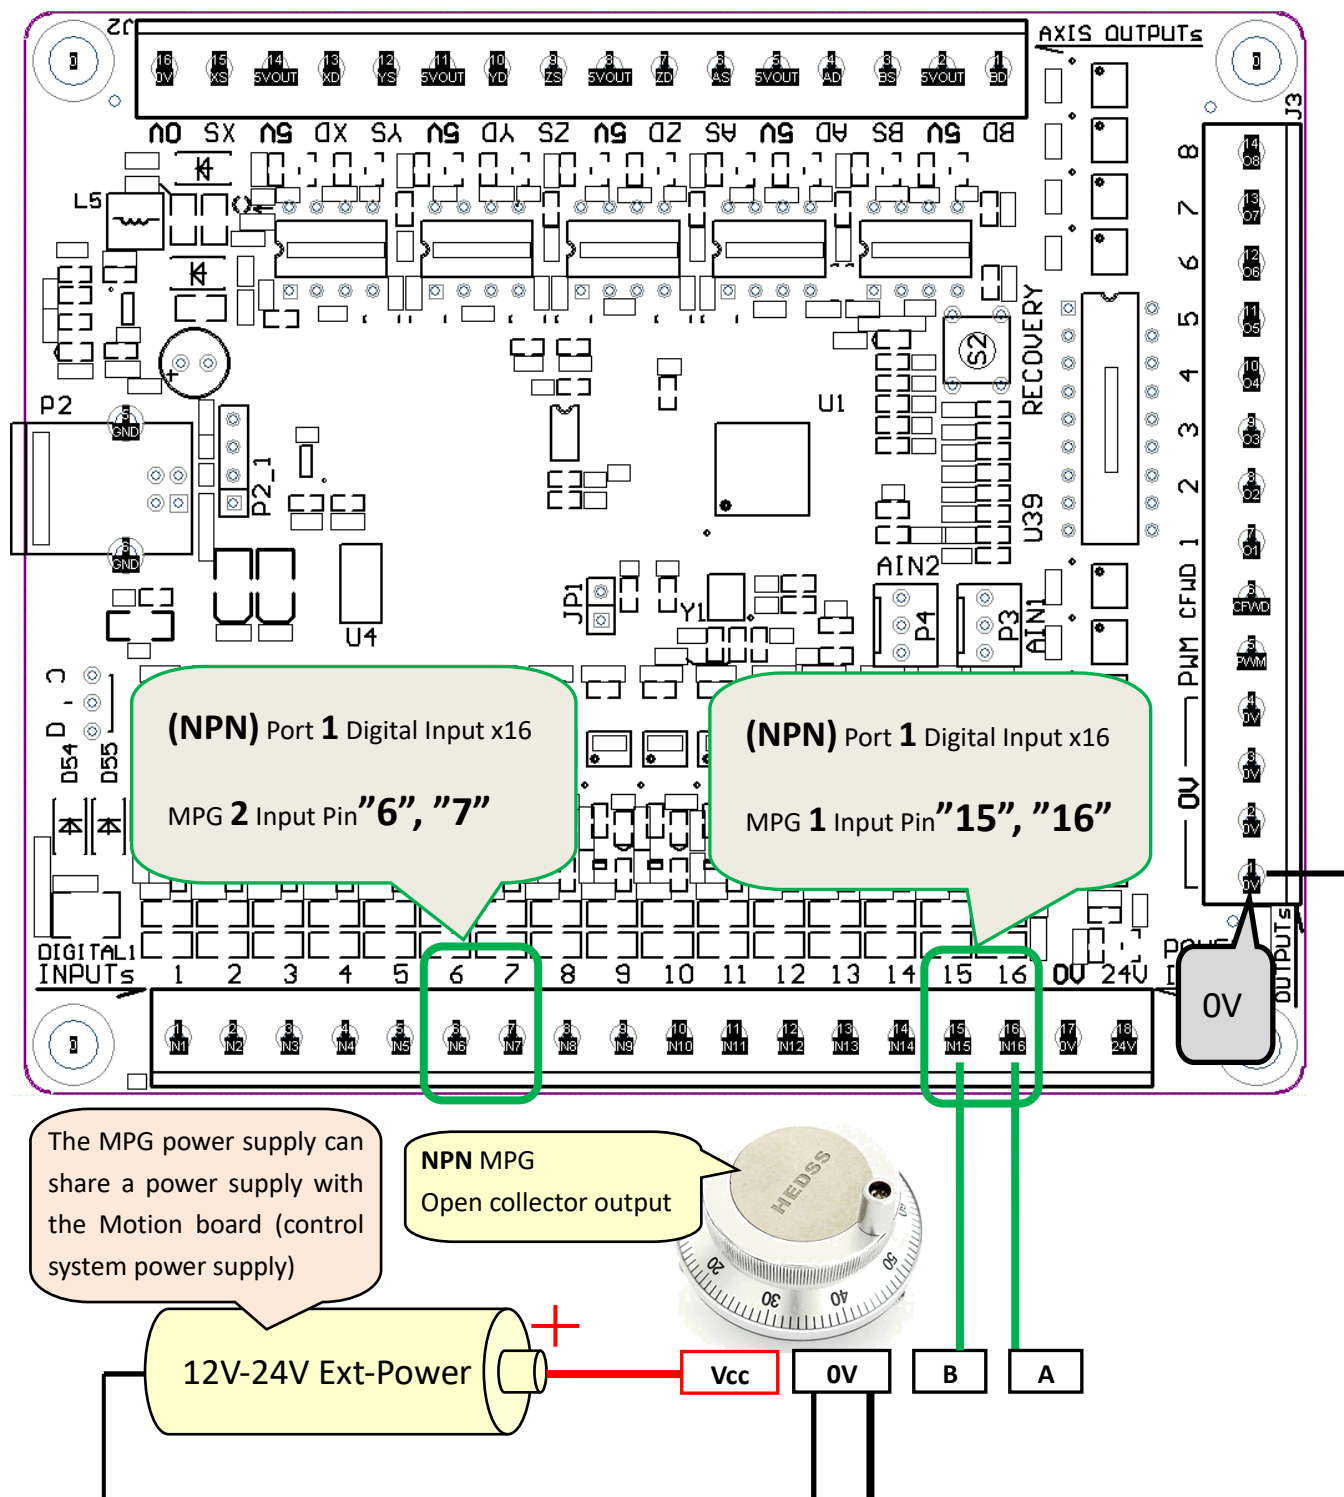 J2
AXIS OUTPUTs
16 15 14 13 12 11 10 9 8 7 6 5 4 3 2 1
0V XS 5VOUT XD YS 5VOUT YD ZS 5VOUT ZD AS 5VOUT AD BS 5VOUT BD
0V XS 5V XD YS 5V YD ZS 5V ZD AS 5V AD BS 5V BD
J3
8 14 O8
7 13 O7
6 12 O6
5 11 O5
4 10 O4
3 9 O3
2 8 O2
1 7 O1
CFWD 6 CFWD
PWM 5 PWM
4 0V
3 0V
0V
2 0V
1 0V
L5
RECOVERY
S2
P2
5 GND
6 GND
P2_1
U1
U39
U4
JP1
Y1
AIN2
P4
P3
AIN1
C
-
D
D54
D55
(NPN) Port 1 Digital Input x16
MPG 2 Input Pin”6”, ”7”
(NPN) Port 1 Digital Input x16
MPG 1 Input Pin”15”, ”16”
OUTPUTs
0V
DIGITAL1
INPUTs
1 2 3 4 5 6 7 8 9 10 11 12 13 14 15 16 0V 24V
1 2 3 4 5 6 7 8 9 10 11 12 13 14 15 16 17 18
IN1 IN2 IN3 IN4 IN5 IN6 IN7 IN8 IN9 IN10 IN11 IN12 IN13 IN14 IN15 IN16 0V 24V
The MPG power supply can
share a power supply with
the Motion board (control
system power supply)
NPN MPG
Open collector output
HEDSS
20 30 40 50
+
12V-24V Ext-Power
Vcc
0V
B
A